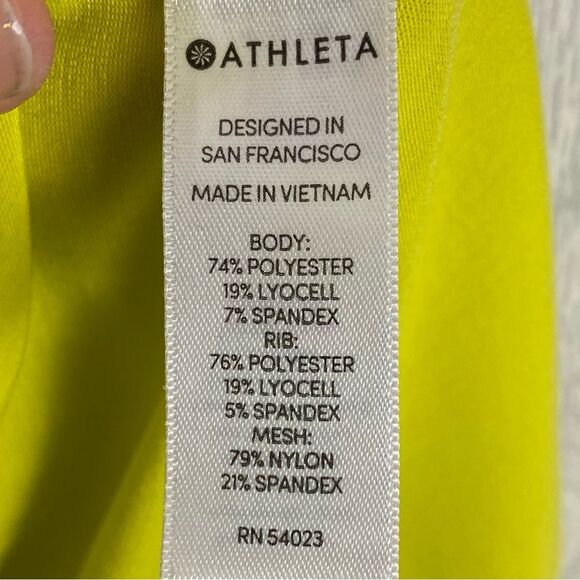 ATHLETA
DESIGNED IN
SAN FRANCISCO
MADE IN VIETNAM
BODY:
74% POLYESTER
19% LYOCELL
7% SPANDEX
RIB:
76% POLYESTER
19% LYOCELL
5% SPANDEX
MESH:
79% NYLON
21% SPANDEX
RN 54023